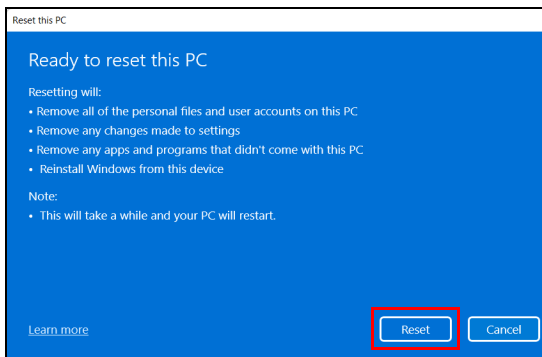 Reset this PC
Ready to reset this PC
Resetting will:
• Remove all of the personal files and user accounts on this PC
• Remove any changes made to settings
• Remove any apps and programs that didn't come with this PC
• Reinstall Windows from this device
Note:
• This will take a while and your PC will restart.
Learn more
Reset
Cancel